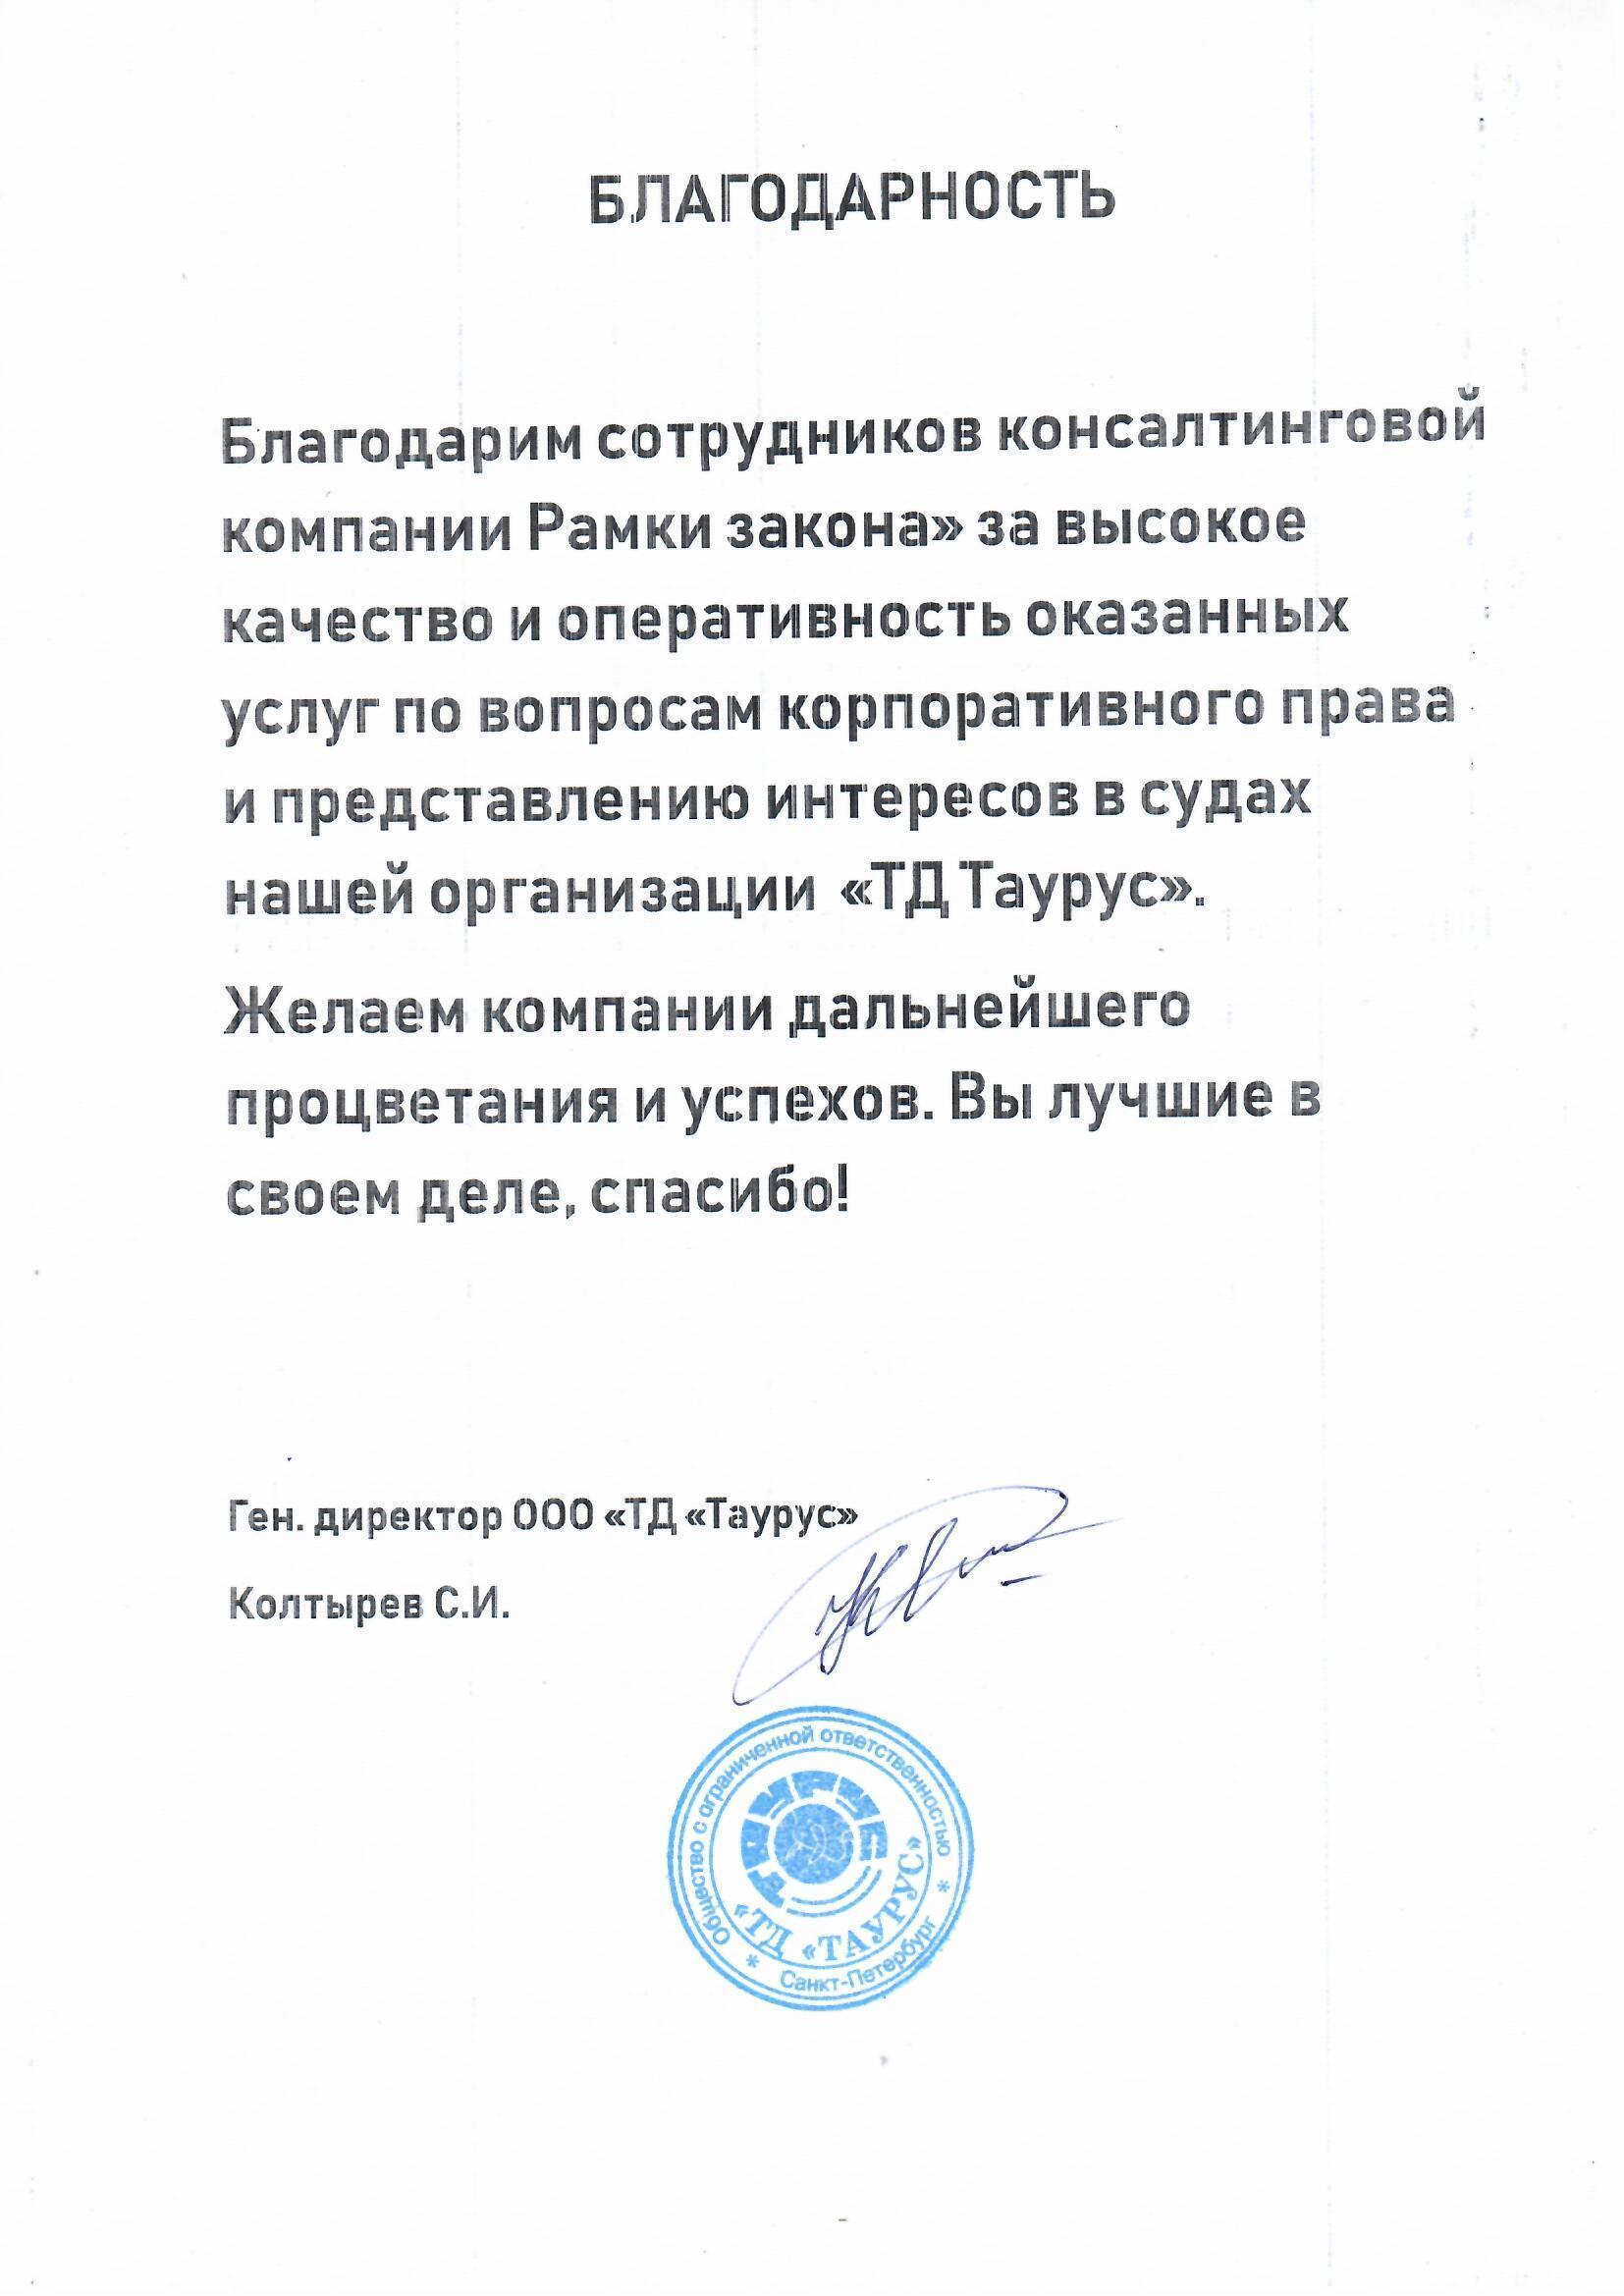 БЛАГОДАРНОСТЬ
Благодарим сотрудников консалтинговой
компании Рамки закона» за высокое
качество и оперативность оказанных
услуг по вопросам корпоративного права
и представлению интересов в судах
нашей организации «ТД Таурус».
Желаем компании дальнейшего
процветания и успехов. Вы лучшие в
своем деле, спасибо!
Ген. директор ООО «ТД «Таурус»
Колтырев С.И.
Общество с ограниченной ответственностью
«ТД «ТАУРУС»
* Санкт-Петербург *